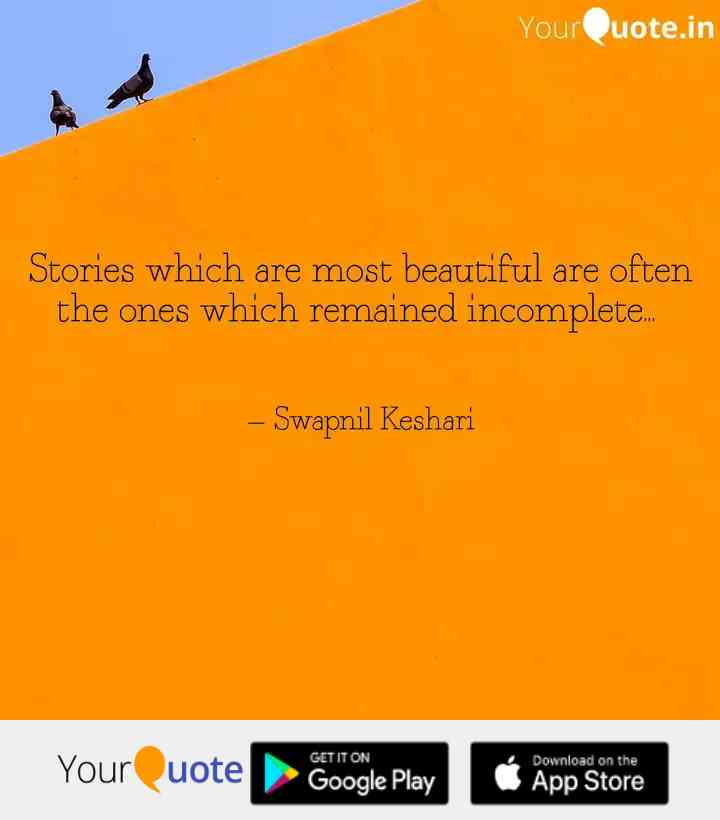 YourQuote.in
Stories which are most beautiful are often
the ones which remained incomplete...
– Swapnil Keshari
YourQuote
GET IT ON
Google Play
Download on the
App Store